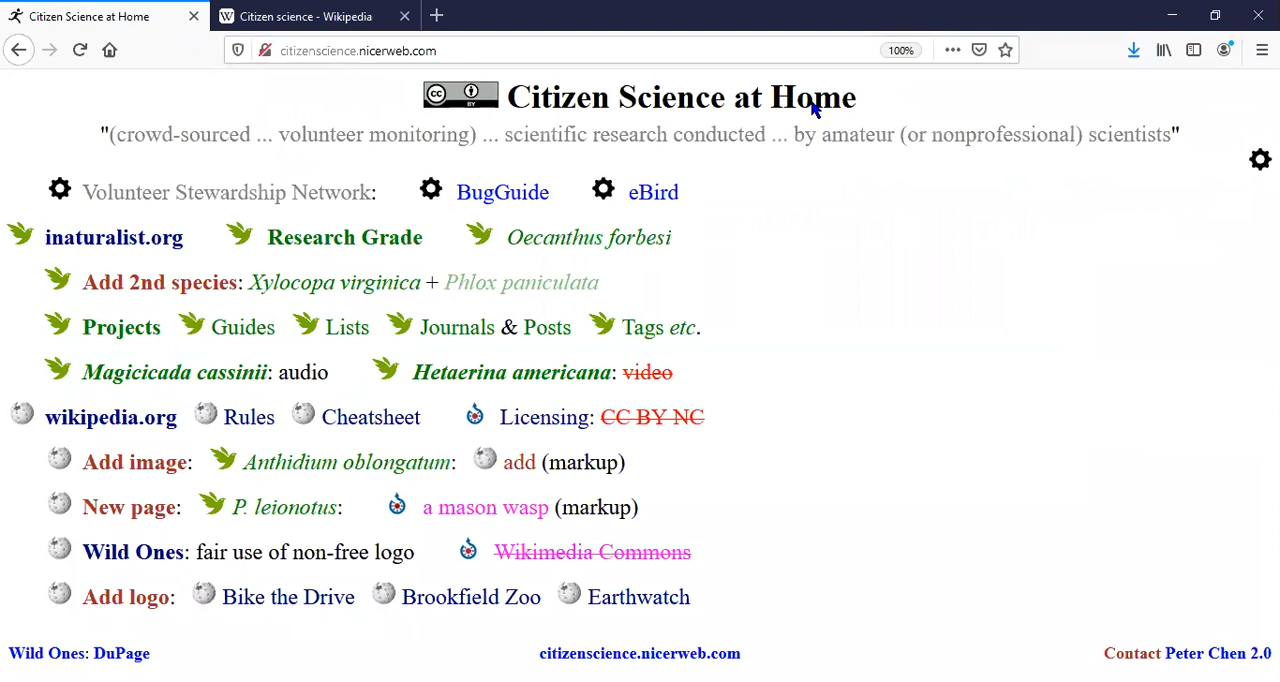 Citizen Science at Home
Citizen science - Wikipedia
citizenscience.nicerweb.com
100%
CC BY Citizen Science at Home
"(crowd-sourced ... volunteer monitoring) ... scientific research conducted ... by amateur (or nonprofessional) scientists"
Volunteer Stewardship Network: BugGuide eBird
inaturalist.org Research Grade Oecanthus forbesi
Add 2nd species: Xylocopa virginica + Phlox paniculata
Projects Guides Lists Journals & Posts Tags etc.
Magicicada cassinii: audio Hetaerina americana: video
wikipedia.org Rules Cheatsheet Licensing: CC BY NC
Add image: Anthidium oblongatum: add (markup)
New page: P. leionotus: a mason wasp (markup)
Wild Ones: fair use of non-free logo Wikimedia Commons
Add logo: Bike the Drive Brookfield Zoo Earthwatch
Wild Ones: DuPage citizenscience.nicerweb.com Contact Peter Chen 2.0